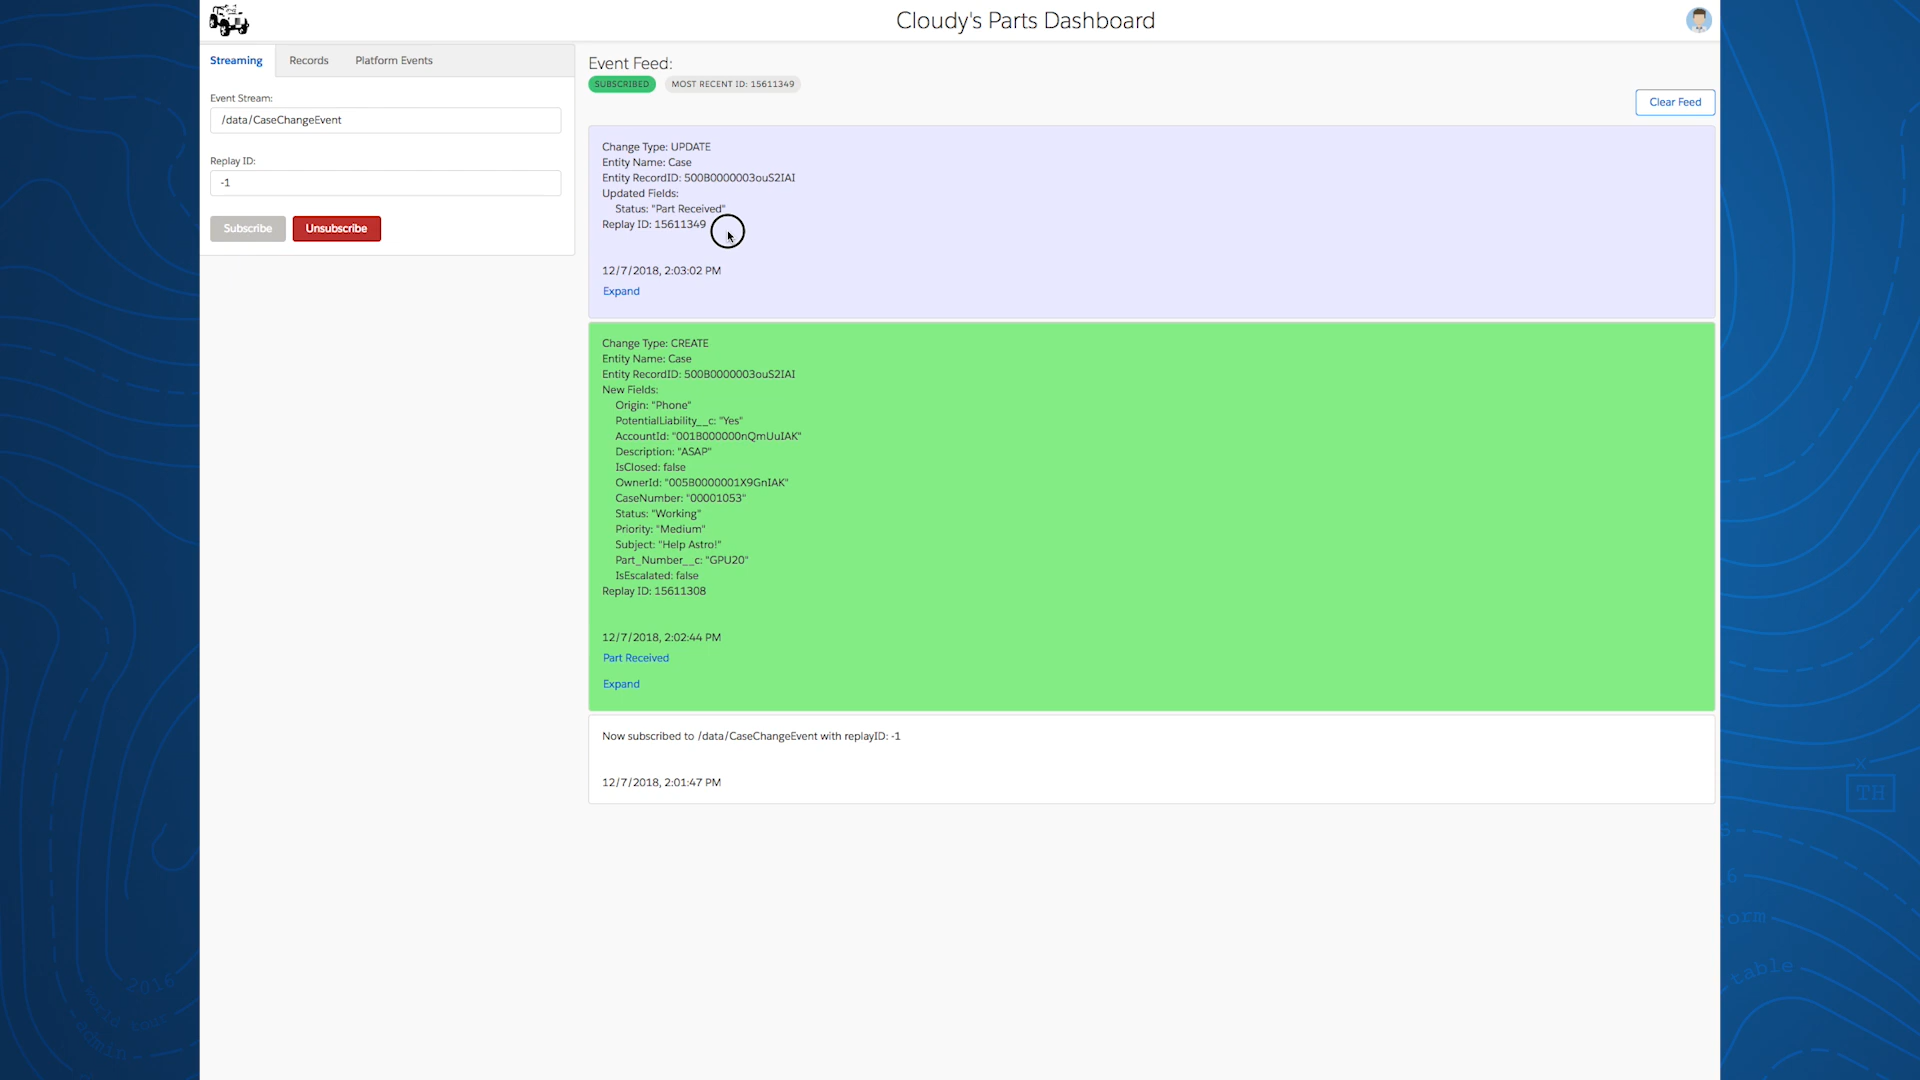 Cloudy's Parts Dashboard
Streaming
Records
Platform Events
Event Stream:
/data/CaseChangeEvent
Replay ID:
-1
Subscribe
Unsubscribe
Event Feed:
SUBSCRIBED
MOST RECENT ID: 15611349
Clear Feed
Change Type: UPDATE
Entity Name: Case
Entity RecordID: 500B0000003ouS2IAI
Updated Fields:
Status: "Part Received"
Replay ID: 15611349
12/7/2018, 2:03:02 PM
Expand
Change Type: CREATE
Entity Name: Case
Entity RecordID: 500B0000003ouS2IAI
New Fields:
Origin: "Phone"
PotentialLiability__c: "Yes"
AccountId: "001B000000nQmUuIAK"
Description: "ASAP"
IsClosed: false
OwnerId: "005B0000001X9GnIAK"
CaseNumber: "00001053"
Status: "Working"
Priority: "Medium"
Subject: "Help Astro!"
Part_Number__c: "GPU20"
IsEscalated: false
Replay ID: 15611308
12/7/2018, 2:02:44 PM
Part Received
Expand
Now subscribed to /data/CaseChangeEvent with replayID: -1
12/7/2018, 2:01:47 PM
TH
2016
admin
table